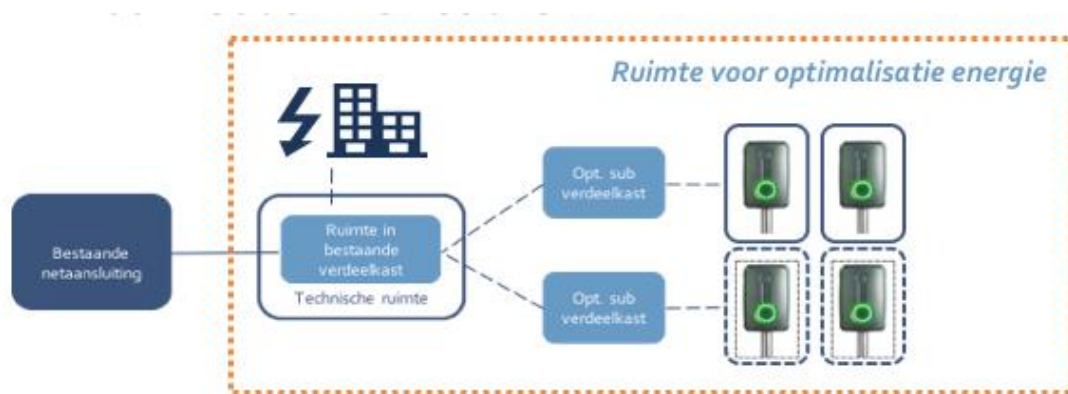 Ruimte voor optimalisatie energie
Opt. sub
verdeelkast
Bestaande
netaansluiting
Ruimte in
bestaande
verdeelkast
Technische ruimte
Opt. sub
verdeelkast